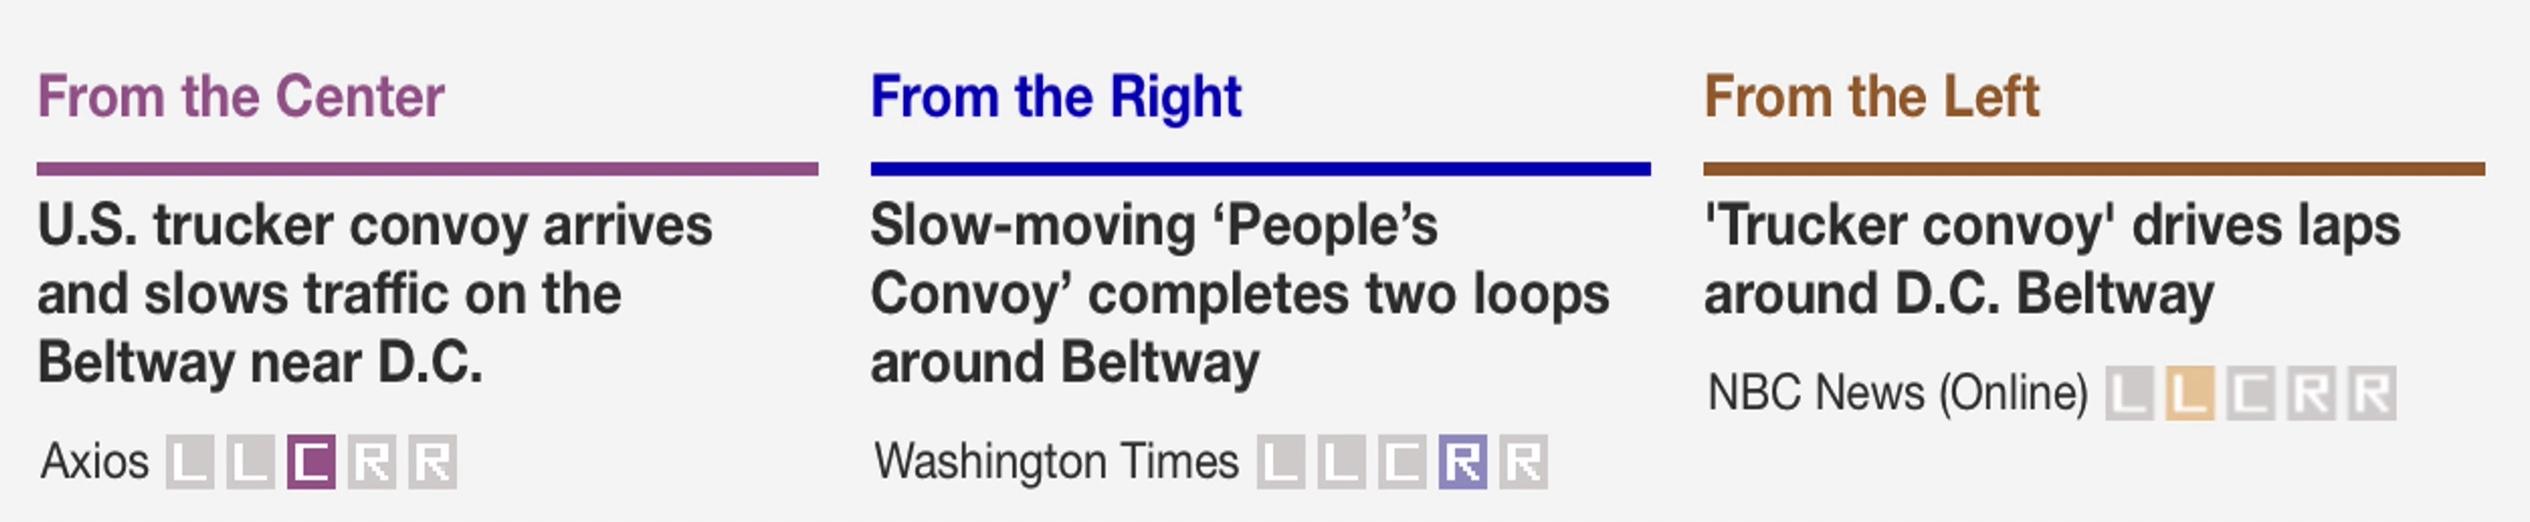 From the Center
U.S. trucker convoy arrives
and slows traffic on the
Beltway near D.C.
Axios L L C R R
From the Right
Slow-moving ‘People’s
Convoy’ completes two loops
around Beltway
Washington Times L L C R R
From the Left
'Trucker convoy' drives laps
around D.C. Beltway
NBC News (Online) L L C R R